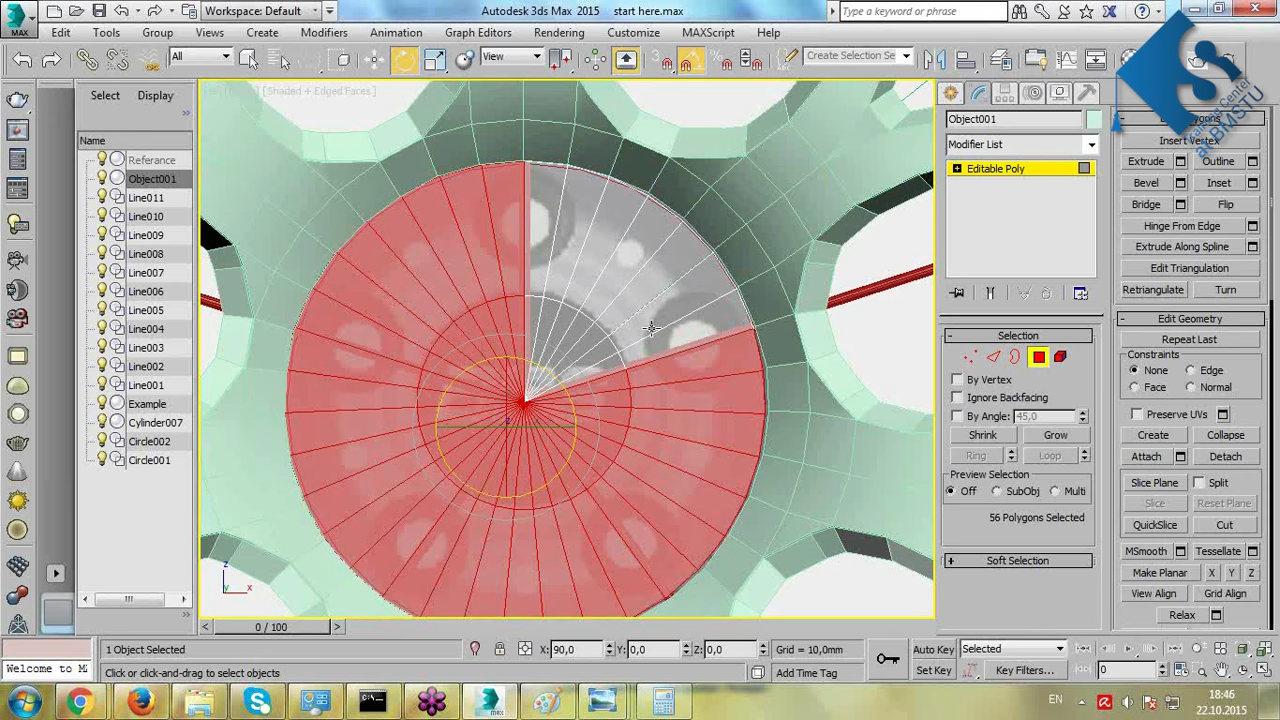 Autodesk 3ds Max 2015    start here.max
Workspace: Default
Type a keyword or phrase
MAX
Edit Tools Group Views Create Modifiers Animation Graph Editors Rendering Customize MAXScript Help
All
View
3
Create Selection Se
Select Display
Name
Referance
Object001
Line011
Line010
Line009
Line008
Line007
Line006
Line005
Line004
Line003
Line002
Line001
Example
Cylinder007
Circle002
Circle001
[Shaded + Edged Faces]
z
y x
Object001
Modifier List
Editable Poly
Selection
By Vertex
Ignore Backfacing
By Angle: 45,0
Shrink Grow
Ring Loop
Preview Selection
Off SubObj Multi
56 Polygons Selected
Soft Selection
Insert Vertex
Extrude Outline
Bevel Inset
Bridge Flip
Hinge From Edge
Extrude Along Spline
Edit Triangulation
Retriangulate Turn
Edit Geometry
Repeat Last
Constraints
None Edge
Face Normal
Preserve UVs
Create Collapse
Attach Detach
Slice Plane Split
Slice Reset Plane
QuickSlice Cut
MSmooth Tessellate
Make Planar X Y Z
View Align Grid Align
Relax
0 / 100
1 Object Selected
X: 90,0 Y: 0,0 Z: 0,0
Grid = 10,0mm
Auto Key
Selected
Welcome to M
Click or click-and-drag to select objects
Add Time Tag
Set Key
Key Filters...
0
EN
18:46
22.10.2015